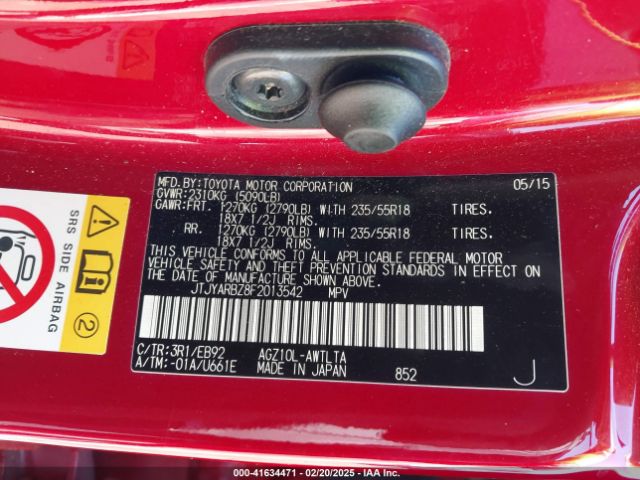 MFD.BY:TOYOTA MOTOR CORPORATION 05/15
GVWR:2310KG (5090LB)
GAWR:FRT. 1270KG (2790LB) WITH 235/55R18 TIRES.
18X7 1/2J RIMS.
RR. 1270KG (2790LB) WITH 235/55R18 TIRES.
18X7 1/2J RIMS.
THIS VEHICLE CONFORMS TO ALL APPLICABLE FEDERAL MOTOR
VEHICLE SAFETY AND THEFT PREVENTION STANDARDS IN EFFECT ON
THE DATE OF MANUFACTURE SHOWN ABOVE.
JTJYARBZ8F2013542 MPV
C/TR:3R1/EB92 AGZ10L-AWTLTA
A/TM:-01A/U661E MADE IN JAPAN 852 J
SRS SIDE AIRBAG
2
000-41634471 - 02/20/2025 - IAA Inc.